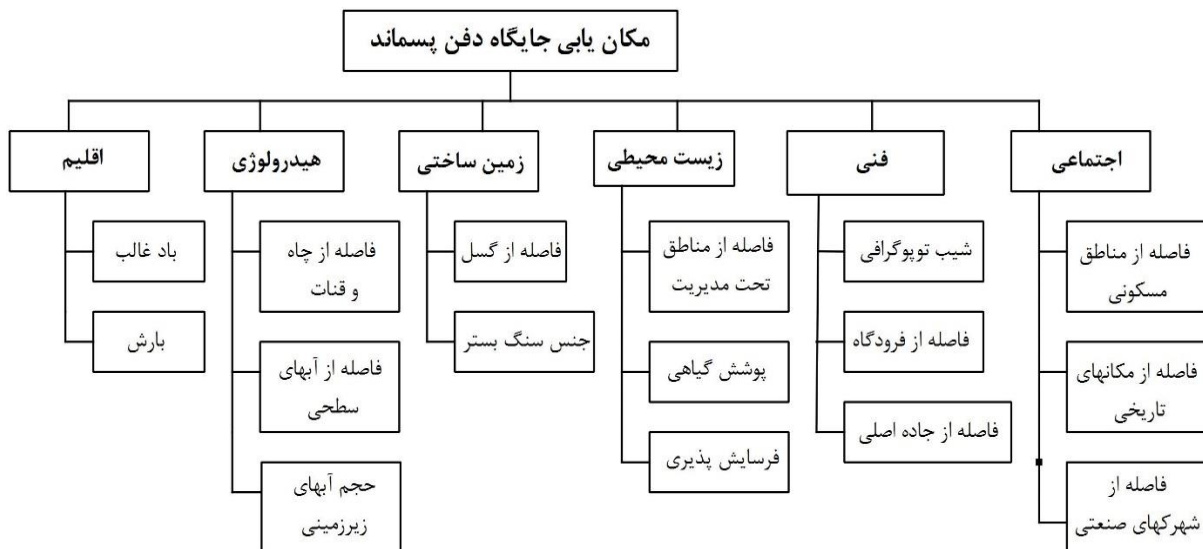 مکان یابی جایگاه دفن پسماند
اجتماعی
فنی
زیست محیطی
زمین ساختی
هیدرولوژی
اقلیم
فاصله از مناطق
مسکونی
فاصله از مکانهای
تاریخی
فاصله از
شهرکهای صنعتی
شیب توپوگرافی
فاصله از فرودگاه
فاصله از جاده اصلی
فاصله از مناطق
تحت مدیریت
پوشش گیاهی
فرسایش پذیری
فاصله از گسل
جنس سنگ بستر
فاصله از چاه
و قنات
فاصله از آبهای
سطحی
حجم آبهای
زیرزمینی
باد غالب
بارش